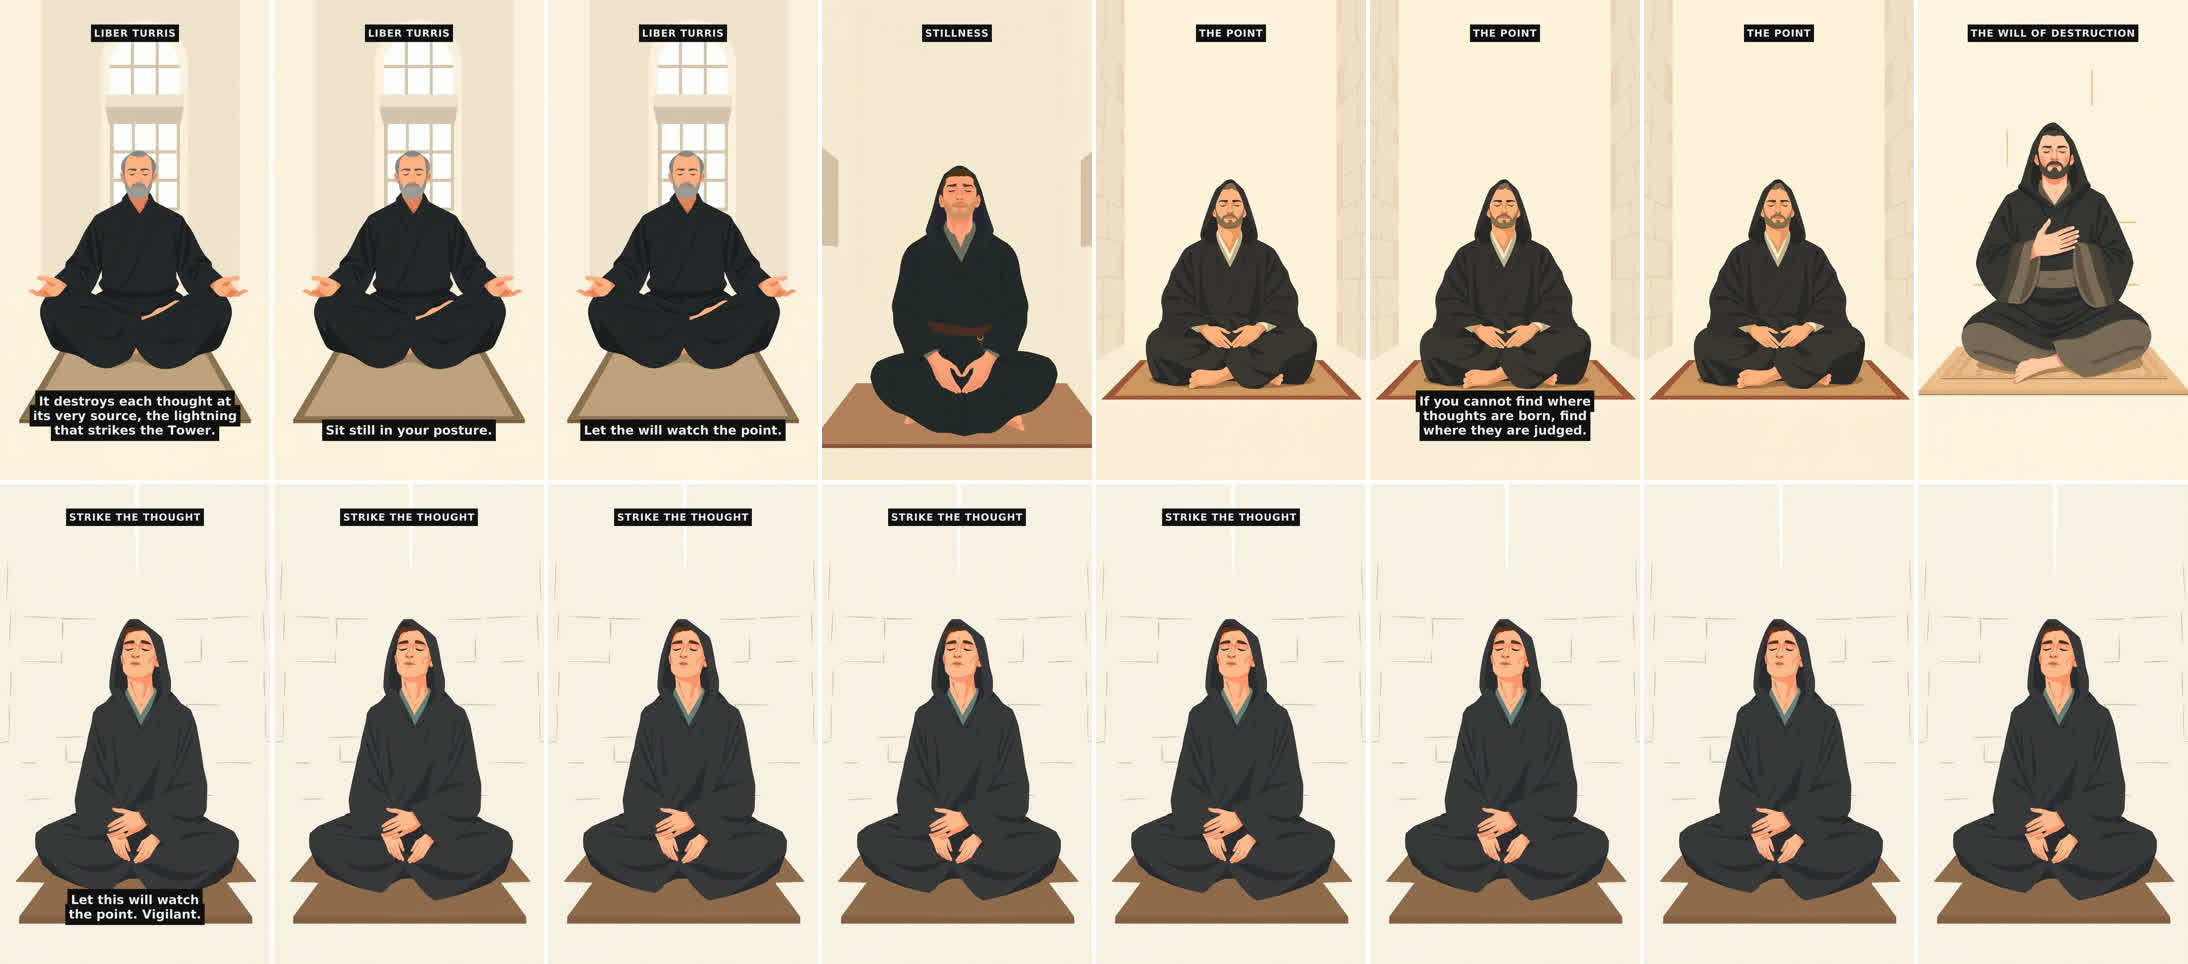 LIBER TURRIS
It destroys each thought at
its very source, the lightning
that strikes the Tower.
LIBER TURRIS
Sit still in your posture.
LIBER TURRIS
Let the will watch the point.
STILLNESS
THE POINT
THE POINT
If you cannot find where
thoughts are born, find
where they are judged.
THE POINT
THE WILL OF DESTRUCTION
STRIKE THE THOUGHT
Let this will watch
the point. Vigilant.
STRIKE THE THOUGHT
STRIKE THE THOUGHT
STRIKE THE THOUGHT
STRIKE THE THOUGHT